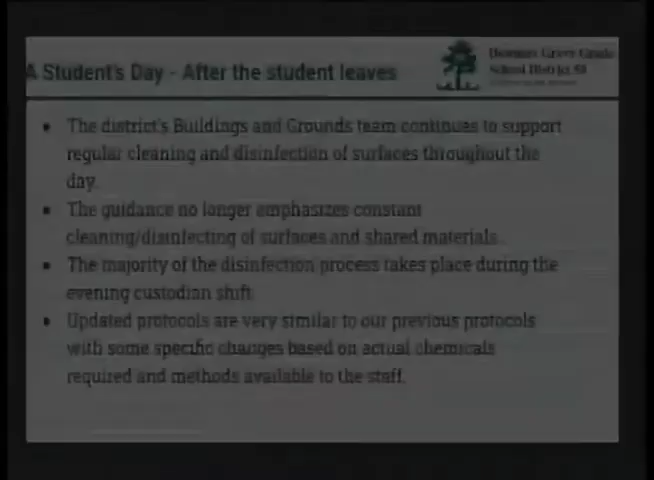 A Student's Day - After the student leaves
Downers Grove Grade
School District 58
• The district's Buildings and Grounds team continues to support
regular cleaning and disinfection of surfaces throughout the
day.
• The guidance no longer emphasizes constant
cleaning/disinfecting of surfaces and shared materials.
• The majority of the disinfection process takes place during the
evening custodian shift.
• Updated protocols are very similar to our previous protocols
with some specific changes based on actual chemicals
required and methods available to the staff.